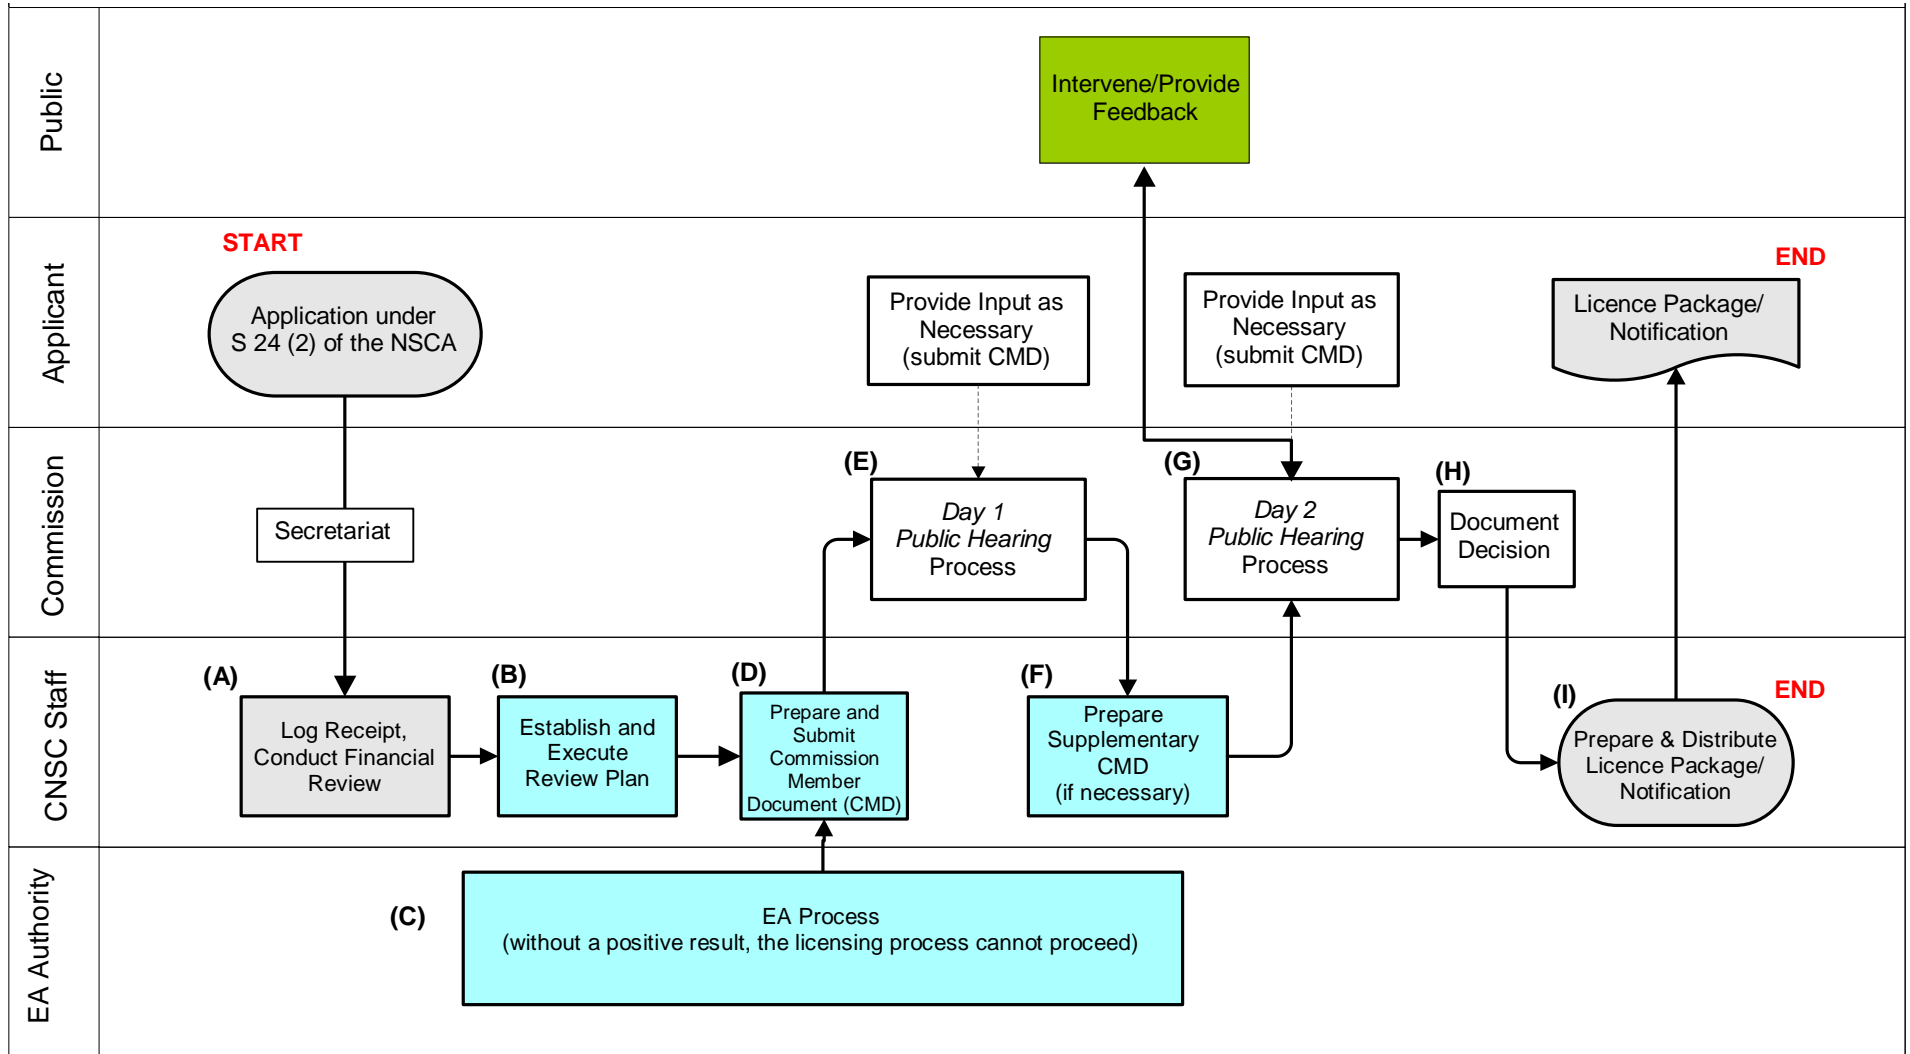 Public
Intervene/Provide
Feedback
Applicant
START
Application under
S 24 (2) of the NSCA
Provide Input as
Necessary
(submit CMD)
Provide Input as
Necessary
(submit CMD)
END
Licence Package/
Notification
Commission
Secretariat
(E)
Day 1
Public Hearing
Process
(G)
Day 2
Public Hearing
Process
(H)
Document
Decision
CNSC Staff
(A)
Log Receipt,
Conduct Financial
Review
(B)
Establish and
Execute
Review Plan
(D)
Prepare and
Submit
Commission
Member
Document (CMD)
(F)
Prepare
Supplementary
CMD
(if necessary)
(I)
END
Prepare & Distribute
Licence Package/
Notification
EA Authority
(C)
EA Process
(without a positive result, the licensing process cannot proceed)